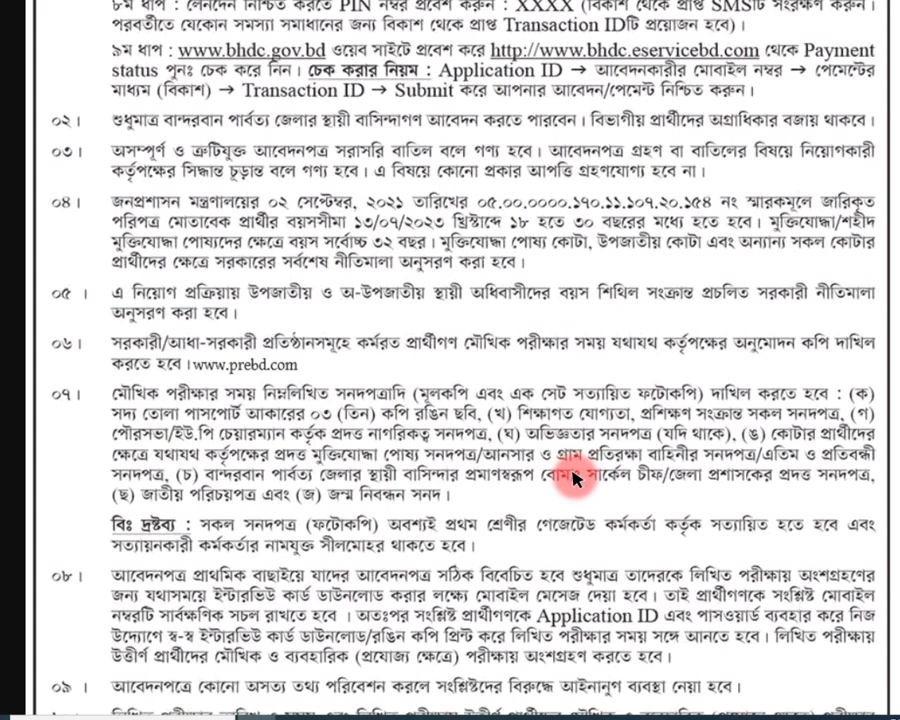 ৮ম ধাপ : লেনদেন নিশ্চিত করতে PIN নম্বর প্রবেশ করুন : XXXX (বিকাশ থেকে প্রাপ্ত SMSটি সংরক্ষণ করুন।
পরবর্তীতে যেকোন সমস্যা সমাধানের জন্য বিকাশ থেকে প্রাপ্ত Transaction IDটি প্রয়োজন হবে)।
৯ম ধাপ : www.bhdc.gov.bd ওয়েব সাইটে প্রবেশ করে http://www.bhdc.eservicebd.com থেকে Payment
status পুনঃ চেক করে নিন। চেক করার নিয়ম : Application ID → আবেদনকারীর মোবাইল নম্বর → পেমেন্টের
মাধ্যম (বিকাশ) → Transaction ID → Submit করে আপনার আবেদন/পেমেন্ট নিশ্চিত করুন।
০২। শুধুমাত্র বান্দরবান পার্বত্য জেলার স্থায়ী বাসিন্দাগণ আবেদন করতে পারবেন। বিভাগীয় প্রার্থীদের অগ্রাধিকার বজায় থাকবে।
০৩। অসম্পূর্ণ ও ত্রুটিযুক্ত আবেদনপত্র সরাসরি বাতিল বলে গণ্য হবে। আবেদনপত্র গ্রহণ বা বাতিলের বিষয়ে নিয়োগকারী
কর্তৃপক্ষের সিদ্ধান্ত চূড়ান্ত বলে গণ্য হবে। এ বিষয়ে কোনো প্রকার আপত্তি গ্রহণযোগ্য হবে না।
০৪। জনপ্রশাসন মন্ত্রণালয়ের ০২ সেপ্টেম্বর, ২০২১ তারিখের ০৫.০০.০০০০.১৭০.১১.১০৭.২০.১৫৪ নং স্মারকমূলে জারিকৃত
পরিপত্র মোতাবেক প্রার্থীর বয়সসীমা ১৩/০৭/২০২৩ খ্রিস্টাব্দে ১৮ হতে ৩০ বছরের মধ্যে হতে হবে। মুক্তিযোদ্ধা/শহীদ
মুক্তিযোদ্ধা পোষ্যদের ক্ষেত্রে বয়স সর্বোচ্চ ৩২ বছর। মুক্তিযোদ্ধা পোষ্য কোটা, উপজাতীয় কোটা এবং অন্যান্য সকল কোটার
প্রার্থীদের ক্ষেত্রে সরকারের সর্বশেষ নীতিমালা অনুসরণ করা হবে।
০৫ । এ নিয়োগ প্রক্রিয়ায় উপজাতীয় ও অ-উপজাতীয় স্থায়ী অধিবাসীদের বয়স শিথিল সংক্রান্ত প্রচলিত সরকারী নীতিমালা
অনুসরণ করা হবে।
০৬। সরকারী/আধা-সরকারী প্রতিষ্ঠানসমূহে কর্মরত প্রার্থীগণ মৌখিক পরীক্ষার সময় যথাযথ কর্তৃপক্ষের অনুমোদন কপি দাখিল
করতে হবে। www.prebd.com
০৭। মৌখিক পরীক্ষার সময় নিম্নলিখিত সনদপত্রাদি (মূলকপি এবং এক সেট সত্যায়িত ফটোকপি) দাখিল করতে হবে : (ক)
সদ্য তোলা পাসপোর্ট আকারের ০৩ (তিন) কপি রঙিন ছবি, (খ) শিক্ষাগত যোগ্যতা, প্রশিক্ষণ সংক্রান্ত সকল সনদপত্র, (গ)
পৌরসভা/ইউ.পি চেয়ারম্যান কর্তৃক প্রদত্ত নাগরিকত্ব সনদপত্র, (ঘ) অভিজ্ঞতার সনদপত্র (যদি থাকে), (ঙ) কোটার প্রার্থীদের
ক্ষেত্রে যথাযথ কর্তৃপক্ষের প্রদত্ত মুক্তিযোদ্ধা পোষ্য সনদপত্র/আনসার ও গ্রাম প্রতিরক্ষা বাহিনীর সনদপত্র/এতিম ও প্রতিবন্ধী
সনদপত্র, (চ) বান্দরবান পার্বত্য জেলার স্থায়ী বাসিন্দার প্রমাণস্বরূপ সার্কেল চীফ/জেলা প্রশাসকের প্রদত্ত সনদপত্র,
(ছ) জাতীয় পরিচয়পত্র এবং (জ) জন্ম নিবন্ধন সনদ।
বিঃ দ্রষ্টব্য : সকল সনদপত্র (ফটোকপি) অবশ্যই প্রথম শ্রেণীর গেজেটেড কর্মকর্তা কর্তৃক সত্যায়িত হতে হবে এবং
সত্যায়নকারী কর্মকর্তার নামযুক্ত সীলমোহর থাকতে হবে।
০৮। আবেদনপত্র প্রাথমিক বাছাইয়ে যাদের আবেদনপত্র সঠিক বিবেচিত হবে শুধুমাত্র তাদেরকে লিখিত পরীক্ষায় অংশগ্রহণের
জন্য যথাসময়ে ইন্টারভিউ কার্ড ডাউনলোড করার লক্ষ্যে মোবাইল মেসেজ দেয়া হবে। তাই প্রার্থীগণকে সংশ্লিষ্ট মোবাইল
নম্বরটি সার্বক্ষণিক সচল রাখতে হবে । অতঃপর সংশ্লিষ্ট প্রার্থীগণকে Application ID এবং পাসওয়ার্ড ব্যবহার করে নিজ
উদ্যোগে স্ব-স্ব ইন্টারভিউ কার্ড ডাউনলোড/রঙিন কপি প্রিন্ট করে লিখিত পরীক্ষার সময় সঙ্গে আনতে হবে। লিখিত পরীক্ষায়
উত্তীর্ণ প্রার্থীদের মৌখিক ও ব্যবহারিক (প্রযোজ্য ক্ষেত্রে) পরীক্ষায় অংশগ্রহণ করতে হবে।
০৯ । আবেদনপত্রে কোনো অসত্য তথ্য পরিবেশন করলে সংশ্লিষ্টদের বিরুদ্ধে আইনানুগ ব্যবস্থা নেয়া হবে।